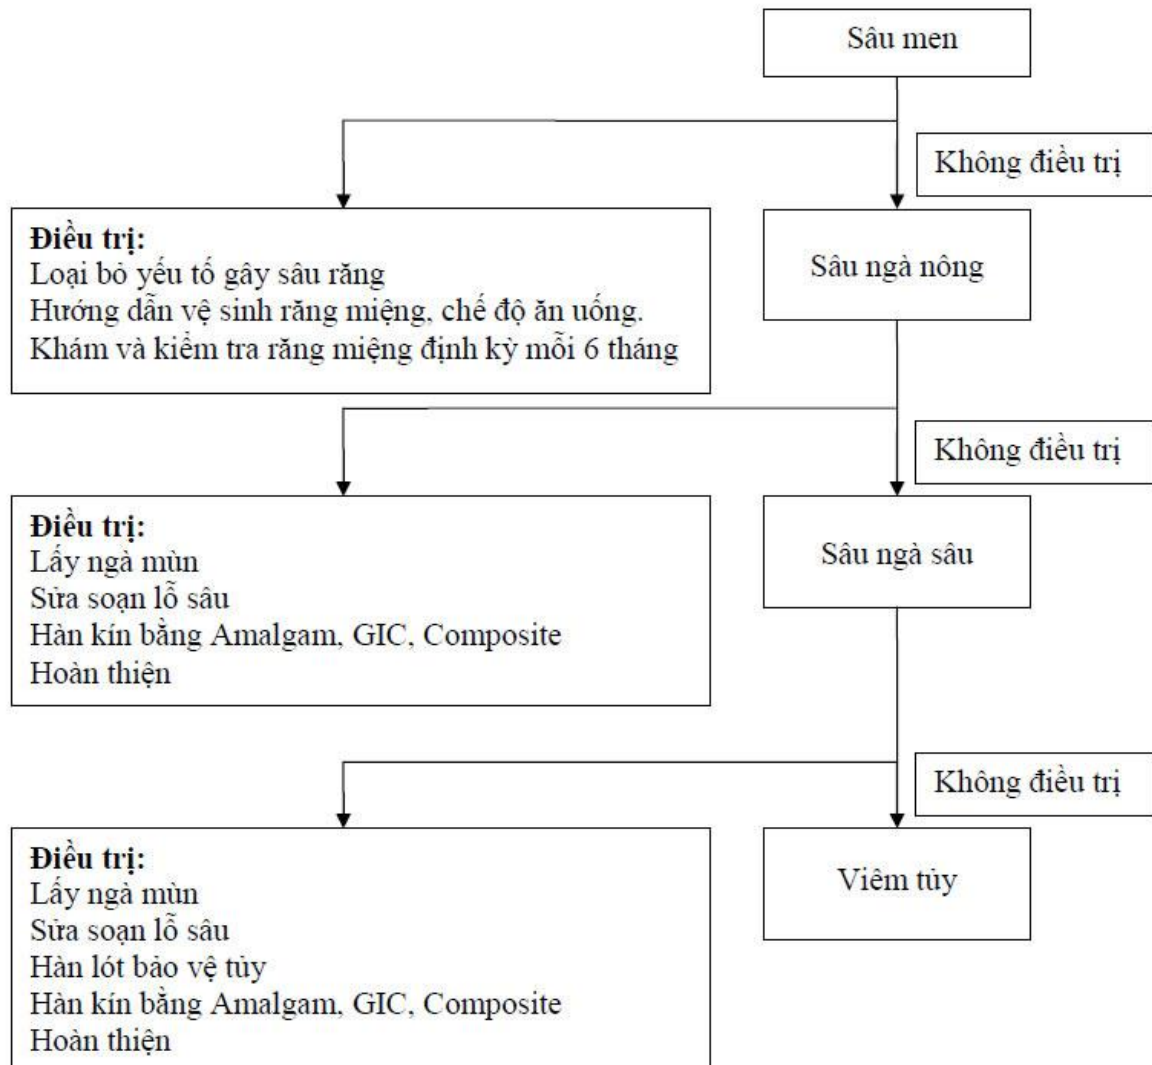 Sâu men
Không điều trị
Điều trị:
Loại bỏ yếu tố gây sâu răng
Hướng dẫn vệ sinh răng miệng, chế độ ăn uống.
Khám và kiểm tra răng miệng định kỳ mỗi 6 tháng
Sâu ngà nông
Không điều trị
Điều trị:
Lấy ngà mùn
Sửa soạn lỗ sâu
Hàn kín bằng Amalgam, GIC, Composite
Hoàn thiện
Sâu ngà sâu
Không điều trị
Điều trị:
Lấy ngà mùn
Sửa soạn lỗ sâu
Hàn lót bảo vệ tủy
Hàn kín bằng Amalgam, GIC, Composite
Hoàn thiện
Viêm tủy